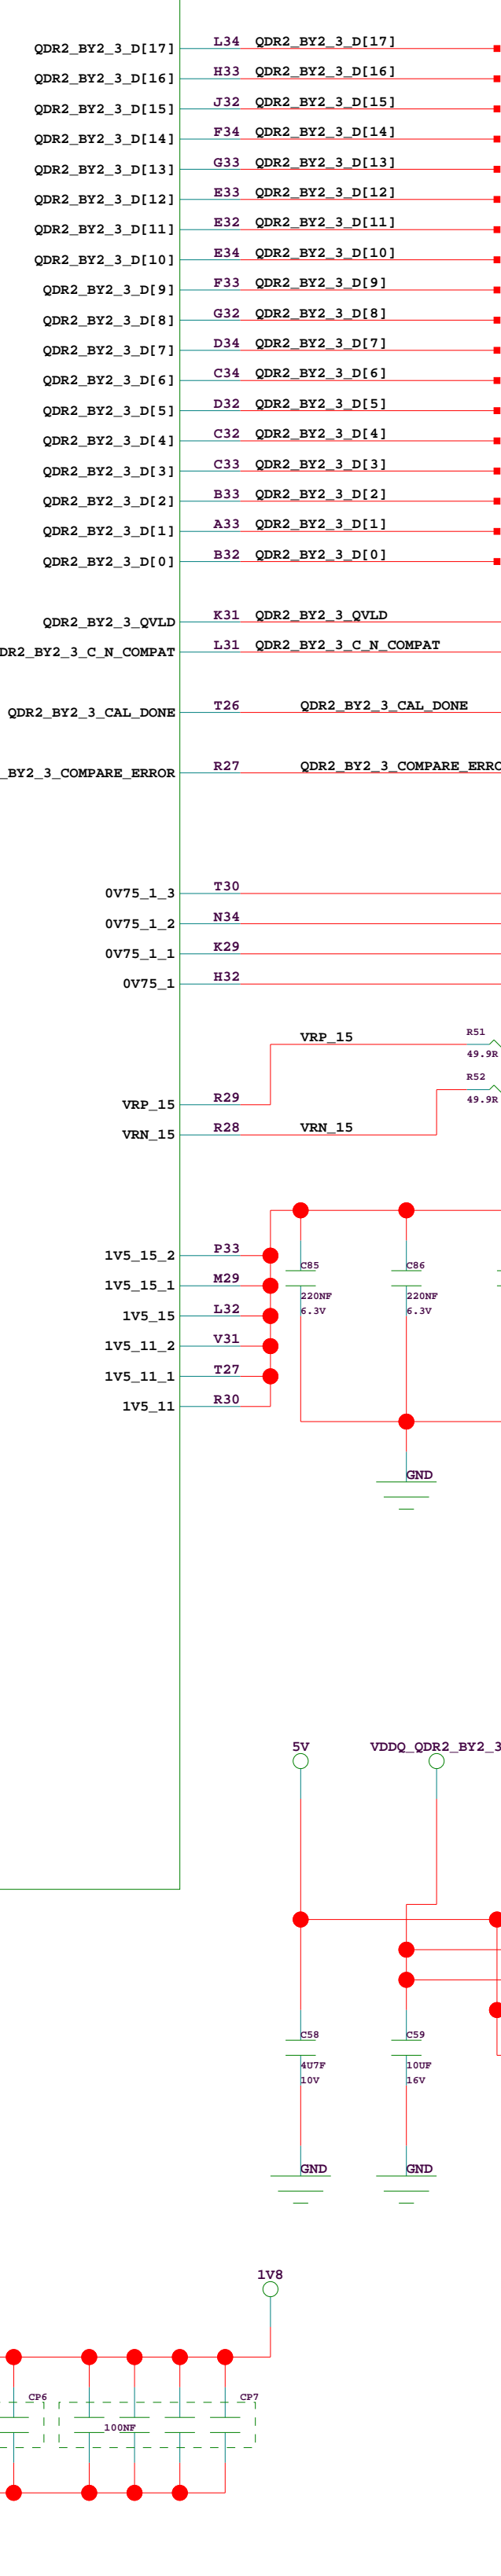 QDR2_BY2_3_D[17] L34 QDR2_BY2_3_D[17]
QDR2_BY2_3_D[16] H33 QDR2_BY2_3_D[16]
QDR2_BY2_3_D[15] J32 QDR2_BY2_3_D[15]
QDR2_BY2_3_D[14] F34 QDR2_BY2_3_D[14]
QDR2_BY2_3_D[13] G33 QDR2_BY2_3_D[13]
QDR2_BY2_3_D[12] E33 QDR2_BY2_3_D[12]
QDR2_BY2_3_D[11] E32 QDR2_BY2_3_D[11]
QDR2_BY2_3_D[10] E34 QDR2_BY2_3_D[10]
QDR2_BY2_3_D[9] F33 QDR2_BY2_3_D[9]
QDR2_BY2_3_D[8] G32 QDR2_BY2_3_D[8]
QDR2_BY2_3_D[7] D34 QDR2_BY2_3_D[7]
QDR2_BY2_3_D[6] C34 QDR2_BY2_3_D[6]
QDR2_BY2_3_D[5] D32 QDR2_BY2_3_D[5]
QDR2_BY2_3_D[4] C32 QDR2_BY2_3_D[4]
QDR2_BY2_3_D[3] C33 QDR2_BY2_3_D[3]
QDR2_BY2_3_D[2] B33 QDR2_BY2_3_D[2]
QDR2_BY2_3_D[1] A33 QDR2_BY2_3_D[1]
QDR2_BY2_3_D[0] B32 QDR2_BY2_3_D[0]
QDR2_BY2_3_QVLD K31 QDR2_BY2_3_QVLD
DR2_BY2_3_C_N_COMPAT L31 QDR2_BY2_3_C_N_COMPAT
QDR2_BY2_3_CAL_DONE T26 QDR2_BY2_3_CAL_DONE
_BY2_3_COMPARE_ERROR R27 QDR2_BY2_3_COMPARE_ERRO
0V75_1_3 T30
0V75_1_2 N34
0V75_1_1 K29
0V75_1 H32
VRP_15 R51
49.9R
R52
VRP_15 R29 49.9R
VRN_15 R28 VRN_15
1V5_15_2 P33
C85 C86
1V5_15_1 M29
220NF 220NF
1V5_15 L32 6.3V 6.3V
1V5_11_2 V31
1V5_11_1 T27
1V5_11 R30
GND
5V VDDQ_QDR2_BY2_3
C58 C59
4U7F 10UF
10V 16V
GND GND
1V8
CP6 CP7
100NF